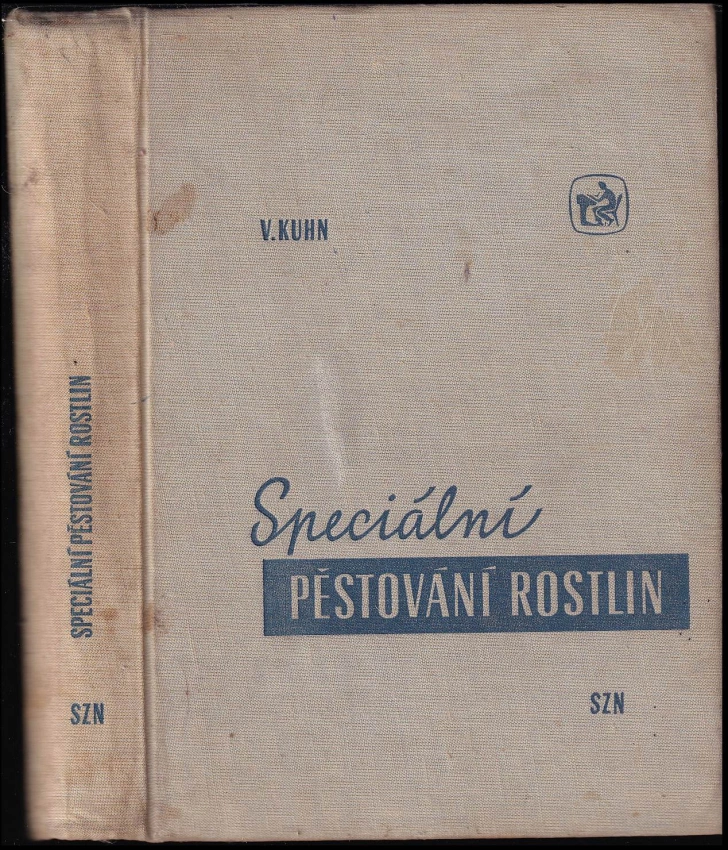 SPECIÁLNÍ PĚSTOVÁNÍ ROSTLIN
SZN
V.KUHN
Speciální
PĚSTOVÁNÍ ROSTLIN
SZN